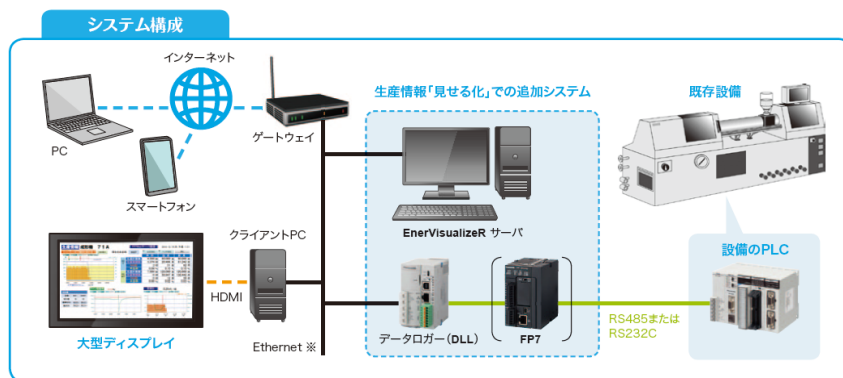 システム構成
インターネット
PC
スマートフォン
ゲートウェイ
生産情報「見せる化」での追加システム
既存設備
EnerVisualizeR サーバ
クライアントPC
HDMI
大型ディスプレイ
Ethernet ※
データロガー(DLL)
FP7
RS485または
RS232C
設備のPLC